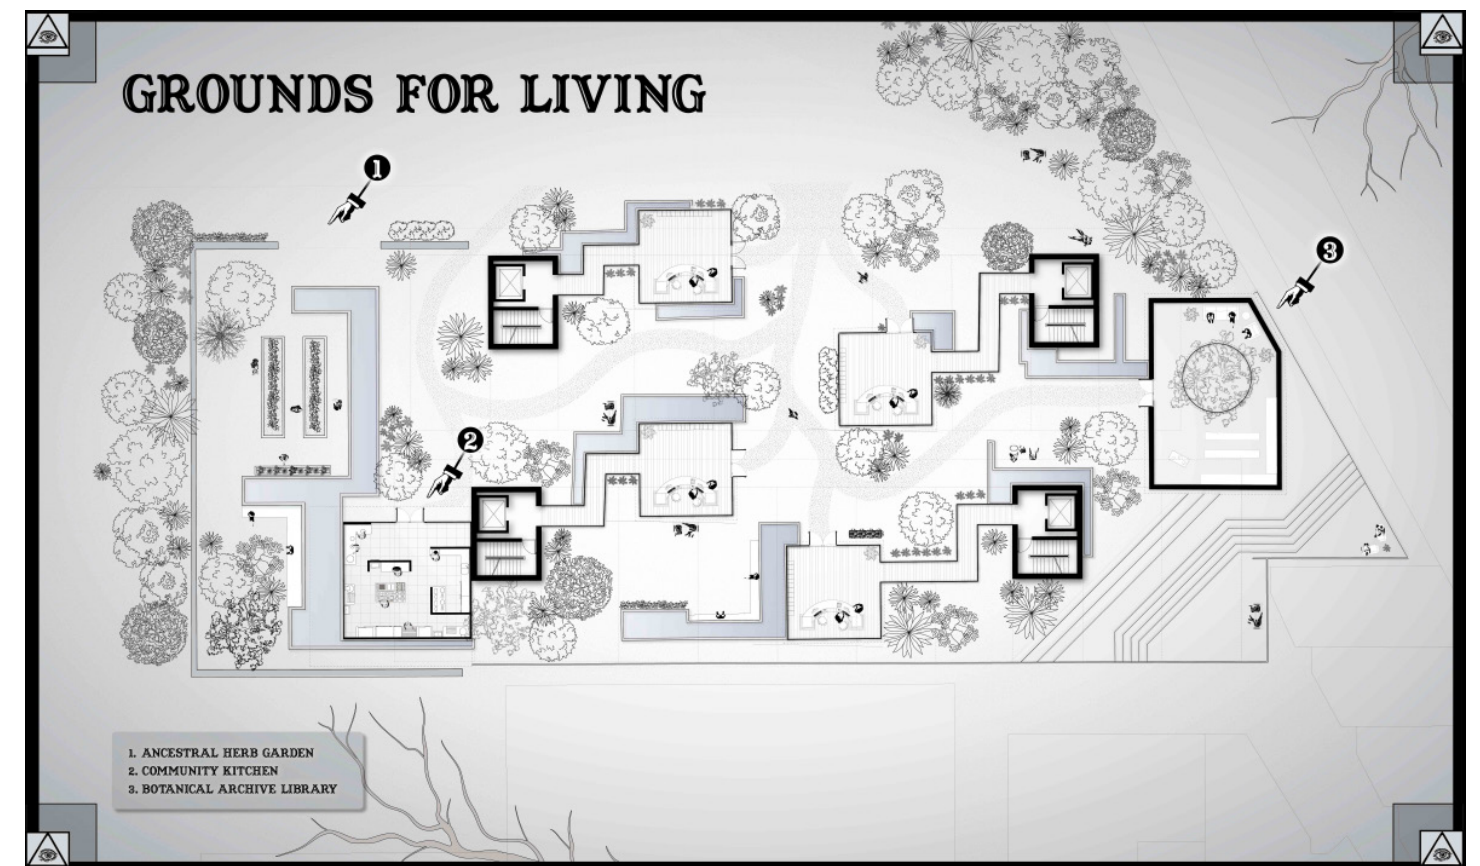 GROUNDS FOR LIVING
1
3
2
1. ANCESTRAL HERB GARDEN
2. COMMUNITY KITCHEN
3. BOTANICAL ARCHIVE LIBRARY